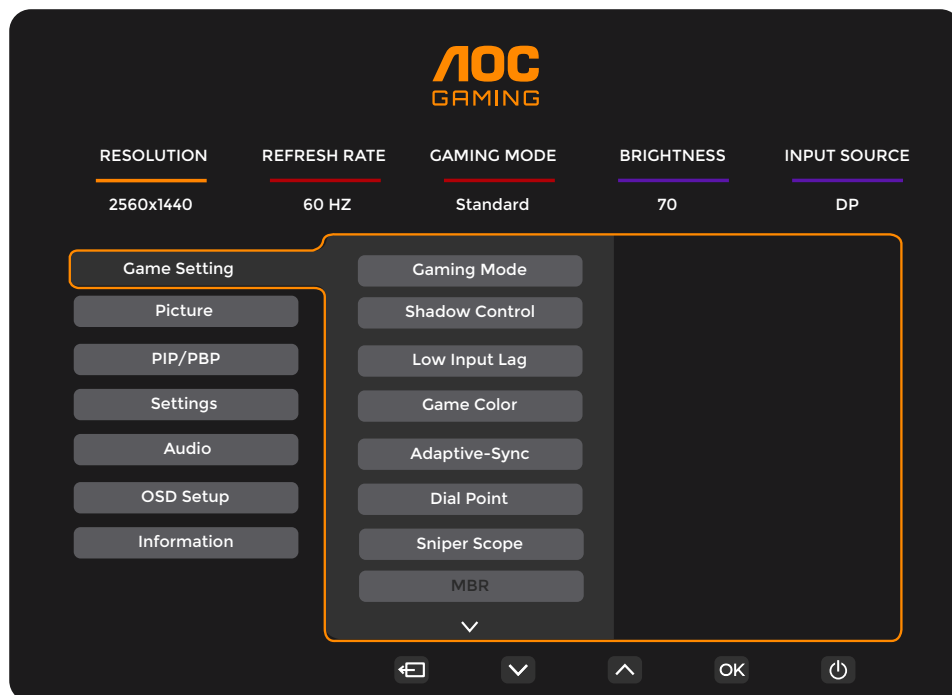 AOC
GAMING
RESOLUTION REFRESH RATE GAMING MODE BRIGHTNESS INPUT SOURCE
2560x1440 60 HZ Standard 70 DP
Game Setting
Picture
PIP/PBP
Settings
Audio
OSD Setup
Information
Gaming Mode
Shadow Control
Low Input Lag
Game Color
Adaptive-Sync
Dial Point
Sniper Scope
MBR
OK